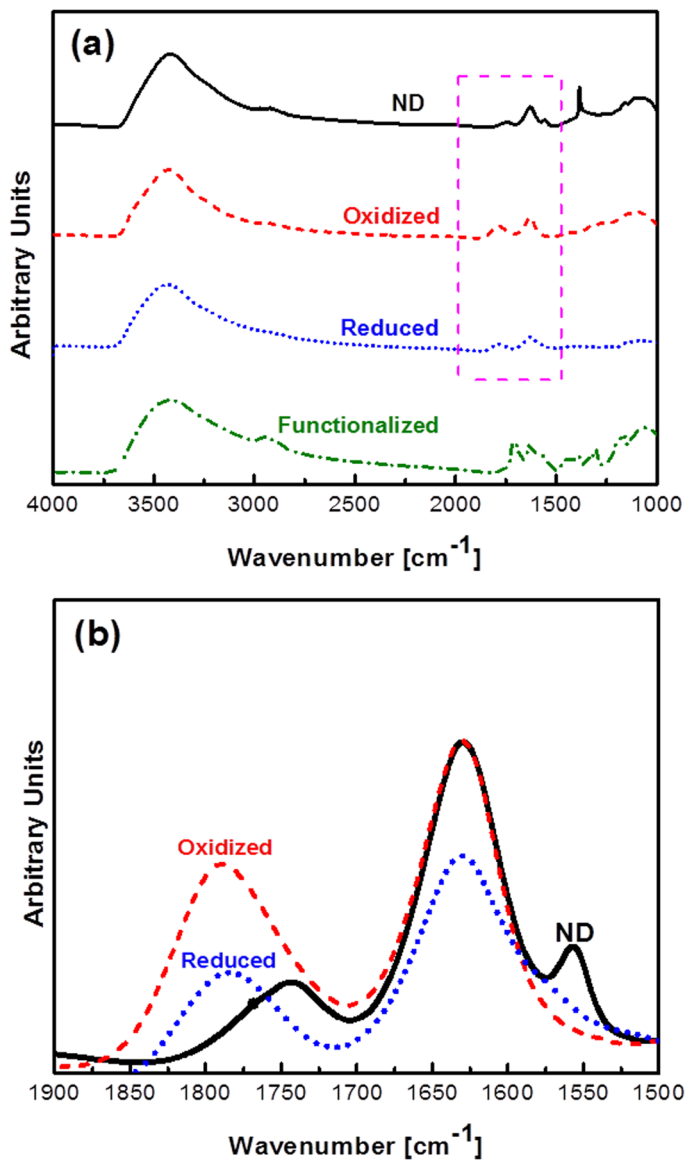 (a)
ND
Oxidized
Reduced
Functionalized
Arbitrary Units
4000 3500 3000 2500 2000 1500 1000
Wavenumber [cm-1]
(b)
Oxidized
Reduced
ND
Arbitrary Units
1900 1850 1800 1750 1700 1650 1600 1550 1500
Wavenumber [cm-1]